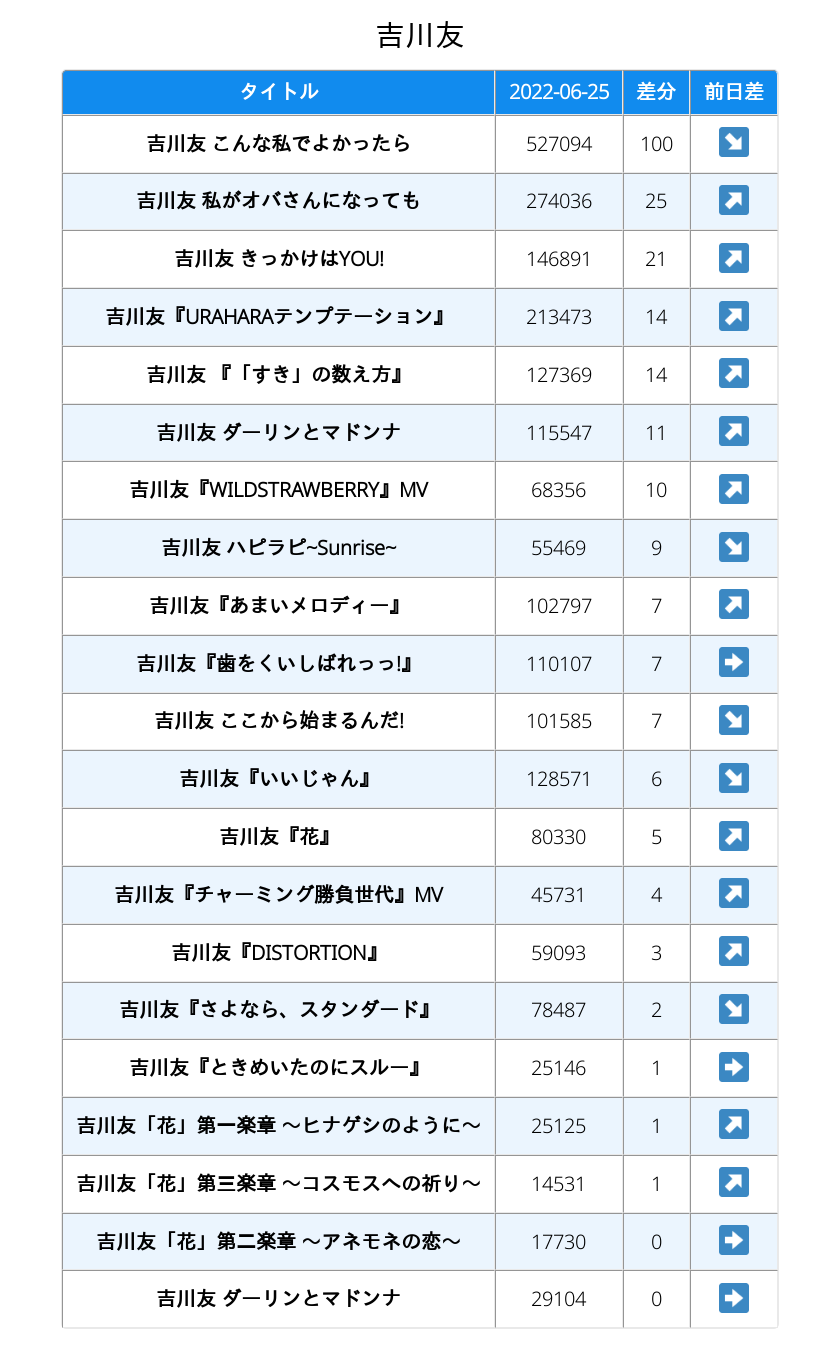 吉川友
タイトル 2022-06-25 差分 前日差
吉川友 こんな私でよかったら 527094 100
吉川友 私がオバさんになっても 274036 25
吉川友 きっかけはYOU! 146891 21
吉川友『URAHARAテンプテーション』 213473 14
吉川友 『「すき」の数え方』 127369 14
吉川友 ダーリンとマドンナ 115547 11
吉川友『WILDSTRAWBERRY』MV 68356 10
吉川友 ハピラピ~Sunrise~ 55469 9
吉川友『あまいメロディー』 102797 7
吉川友『歯をくいしばれっっ!』 110107 7
吉川友 ここから始まるんだ! 101585 7
吉川友『いいじゃん』 128571 6
吉川友『花』 80330 5
吉川友『チャーミング勝負世代』MV 45731 4
吉川友『DISTORTION』 59093 3
吉川友『さよなら、スタンダード』 78487 2
吉川友『ときめいたのにスルー』 25146 1
吉川友「花」第一楽章 ～ヒナゲシのように～ 25125 1
吉川友「花」第三楽章 ～コスモスへの祈り～ 14531 1
吉川友「花」第二楽章 ～アネモネの恋～ 17730 0
吉川友 ダーリンとマドンナ 29104 0